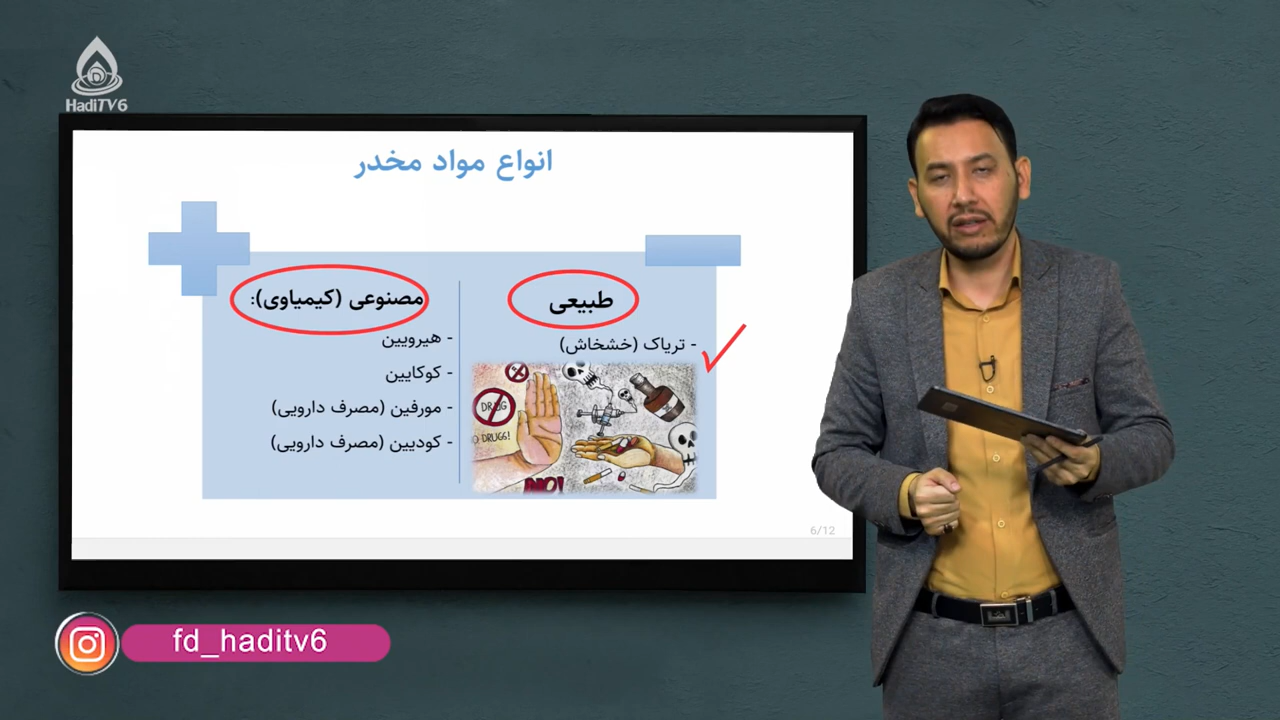 HadiTV6
انواع مواد مخدر
طبیعی
- تریاک (خشخاش)
DRUG
DRUGS!
NO!
مصنوعی (کیمیاوی):
- هیرویین
- کوکایین
- مورفین (مصرف دارویی)
- کودیین (مصرف دارویی)
6/12
fd_haditv6